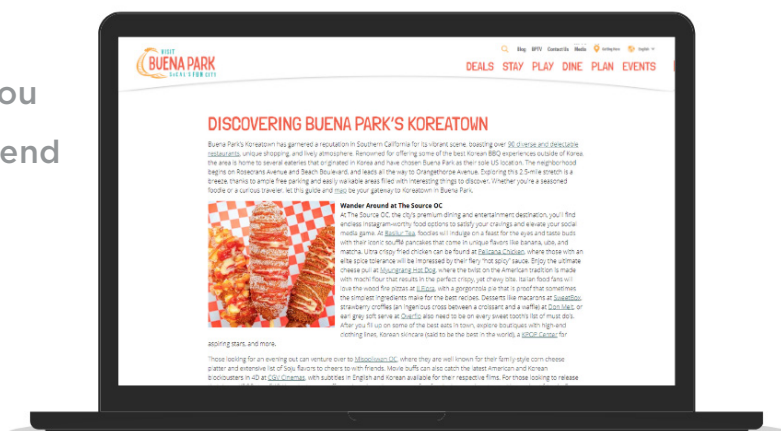 ou
end
VISIT
BUENA PARK
SOCAL'S FUN CITY
Blog BPTV Contact Us Media Getting Here English
DEALS STAY PLAY DINE PLAN EVENTS
DISCOVERING BUENA PARK'S KOREATOWN
Buena Park's Koreatown has garnered a reputation in Southern California for its vibrant scene, boasting over 90 diverse and delectable
restaurants, unique shopping, and lively atmosphere. Renowned for offering some of the best Korean BBQ experiences outside of Korea,
the area is home to several eateries that originated in Korea and have chosen Buena Park as their sole US location. The neighborhood
begins on Rosecrans Avenue and Beach Boulevard, and leads all the way to Orangethorpe Avenue. Exploring this 2.5-mile stretch is a
breeze, thanks to ample free parking and easily walkable areas filled with interesting things to discover. Whether you're a seasoned
foodie or a curious traveler, let this guide and map be your gateway to Koreatown in Buena Park.
Wander Around at The Source OC
At The Source OC, the city's premium dining and entertainment destination, you'll find
endless Instagram-worthy food options to satisfy your cravings and elevate your social
media game. At Basilur Tea, foodies will indulge on a feast for the eyes and taste buds
with their iconic soufflé pancakes that come in unique flavors like banana, ube, and
matcha. Ultra crispy fried chicken can be found at Pelicana Chicken, where those with an
elite spice tolerance will be impressed by their fiery "hot spicy" sauce. Enjoy the ultimate
cheese pull at Myungrang Hot Dog, where the twist on the American tradition is made
with mochi flour that results in the perfect crispy, yet chewy bite. Italian food fans will
love the wood fire pizzas at Il Fiora, with a gorgonzola pie that is proof that sometimes
the simplest ingredients make for the best recipes. Desserts like macarons at SweetBox,
strawberry croffles (an ingenious cross between a croissant and a waffle) at Don Melt, or
earl grey soft serve at Overflo also need to be on every sweet tooth's list of must do's.
After you fill up on some of the best eats in town, explore boutiques with high-end
clothing lines, Korean skincare (said to be the best in the world), a KPOP Center for
aspiring stars, and more.
Those looking for an evening out can venture over to Mapoliwon OC, where they are well known for their family-style corn cheese
platter and extensive list of Soju flavors to cheers to with friends. Movie buffs can also catch the latest American and Korean
blockbusters in 4D at CGV Cinemas, with subtitles in English and Korean available for their respective films. For those looking to release